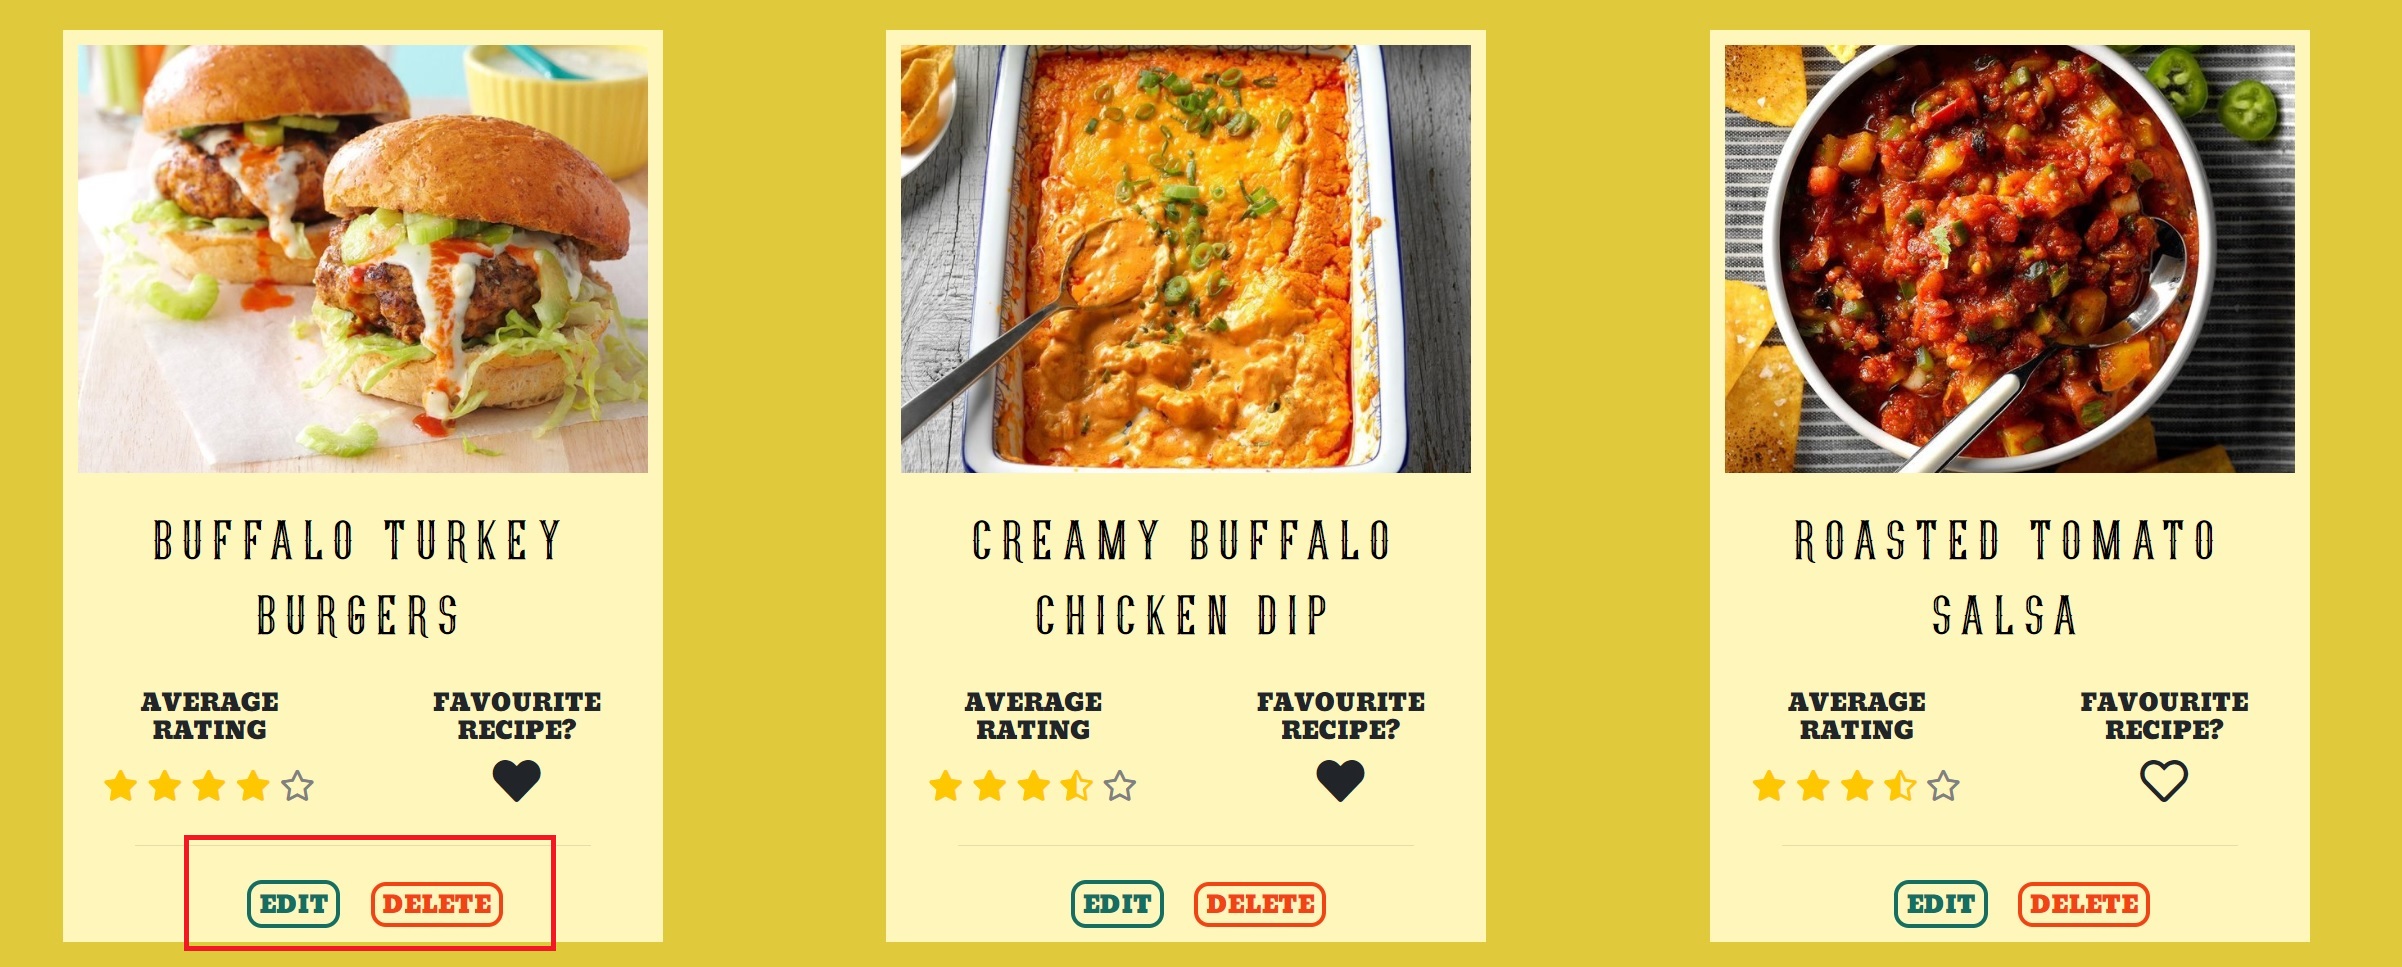 BUFFALO TURKEY
BURGERS
AVERAGE
RATING
FAVOURITE
RECIPE?
EDIT
DELETE
CREAMY BUFFALO
CHICKEN DIP
AVERAGE
RATING
FAVOURITE
RECIPE?
EDIT
DELETE
ROASTED TOMATO
SALSA
AVERAGE
RATING
FAVOURITE
RECIPE?
EDIT
DELETE